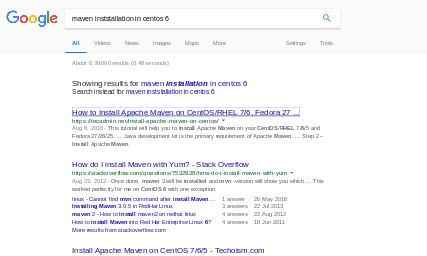 Google
maven inststallation in centos 6
All Videos News Images Maps More Settings Tools
About 6,39,000 results (0.48 seconds)
Showing results for maven installation in centos 6
Search instead for maven inststallation in centos 6
How to Install Apache Maven on CentOS/RHEL 7/6, Fedora 27 ...
https://tecadmin.net/install-apache-maven-on-centos/
Aug 8, 2016 - This tutorial will help you to install Apache Maven on your CentOS/RHEL 7/6/5 and
Fedora 27/26/25, ... Java development kit is the primary requirement of Apache Maven. ... Step 2 –
Install Apache Maven.
How do I install Maven with Yum? - Stack Overflow
https://stackoverflow.com/questions/7532928/how-do-i-install-maven-with-yum
Aug 23, 2012 - Once done, maven 3 will be installed and mvn -version will show you which ... This
worked perfectly for me on CentOS 6 with one exception.
linux - Cannot find mvn command after install Maven ... 1 answer 26 May 2016
Installing Maven 3.0.5 in RedHat Linux 3 answers 22 Jul 2013
maven 2 - How to install maven2 on redhat linux 4 answers 22 Aug 2012
How to Install Maven into Red Hat Enterprise Linux 6? 4 answers 10 Jun 2011
More results from stackoverflow.com
Install Apache Maven on CentOS 7/6/5 - Techoism.com